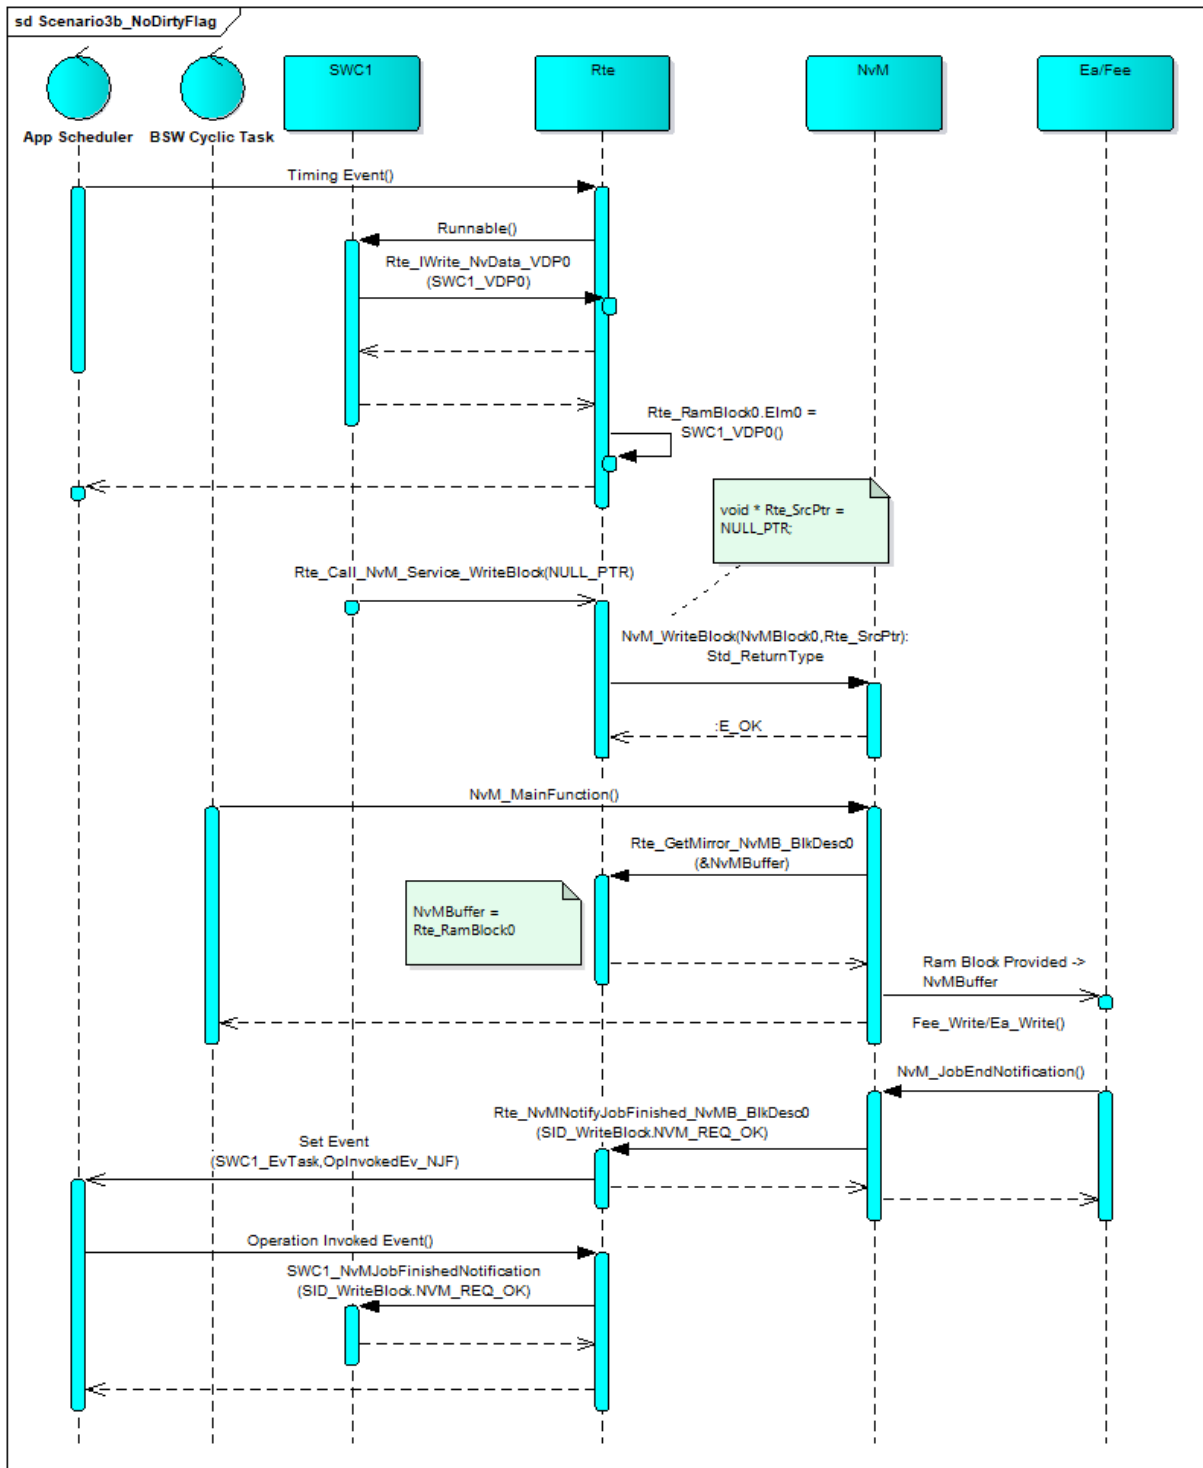 sd Scenario3b_NoDirtyFlag
App Scheduler
BSW Cyclic Task
SWC1
Rte
NvM
Ea/Fee
Timing Event()
Runnable()
Rte_IWrite_NvData_VDP0
(SWC1_VDP0)
Rte_RamBlock0.Elm0 =
SWC1_VDP0()
void * Rte_SrcPtr =
NULL_PTR;
Rte_Call_NvM_Service_WriteBlock(NULL_PTR)
NvM_WriteBlock(NvMBlock0,Rte_SrcPtr):
Std_ReturnType
:E_OK
NvM_MainFunction()
Rte_GetMirror_NvMB_BlkDesc0
(&NvMBuffer)
NvMBuffer =
Rte_RamBlock0
Ram Block Provided ->
NvMBuffer
Fee_Write/Ea_Write()
NvM_JobEndNotification()
Rte_NvMNotifyJobFinished_NvMB_BlkDesc0
(SID_WriteBlock.NVM_REQ_OK)
Set Event
(SWC1_EvTask,OpInvokedEv_NJF)
Operation Invoked Event()
SWC1_NvMJobFinishedNotification
(SID_WriteBlock.NVM_REQ_OK)